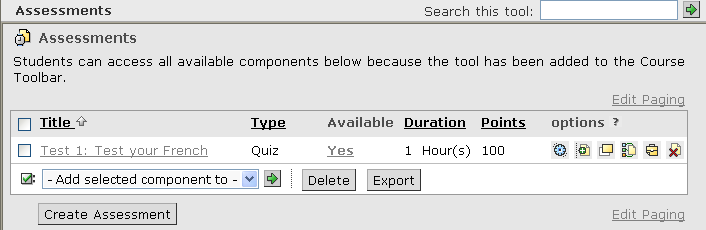 Assessments Search this tool:
Assessments
Students can access all available components below because the tool has been added to the Course
Toolbar.
Edit Paging
Title Type Available Duration Points options ?
Test 1: Test your French Quiz Yes 1 Hour(s) 100
- Add selected component to - Delete Export
Create Assessment Edit Paging